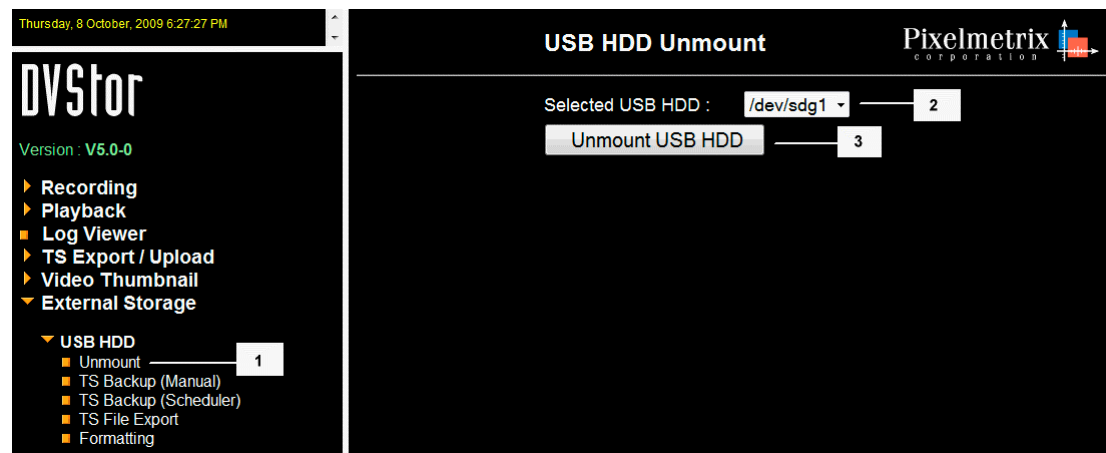 Thursday, 8 October, 2009 6:27:27 PM
DVStor
Version : V5.0-0
Recording
Playback
Log Viewer
TS Export / Upload
Video Thumbnail
External Storage
USB HDD
Unmount
1
TS Backup (Manual)
TS Backup (Scheduler)
TS File Export
Formatting
USB HDD Unmount
Pixelmetrix
corporation
Selected USB HDD : /dev/sdg1
2
Unmount USB HDD
3